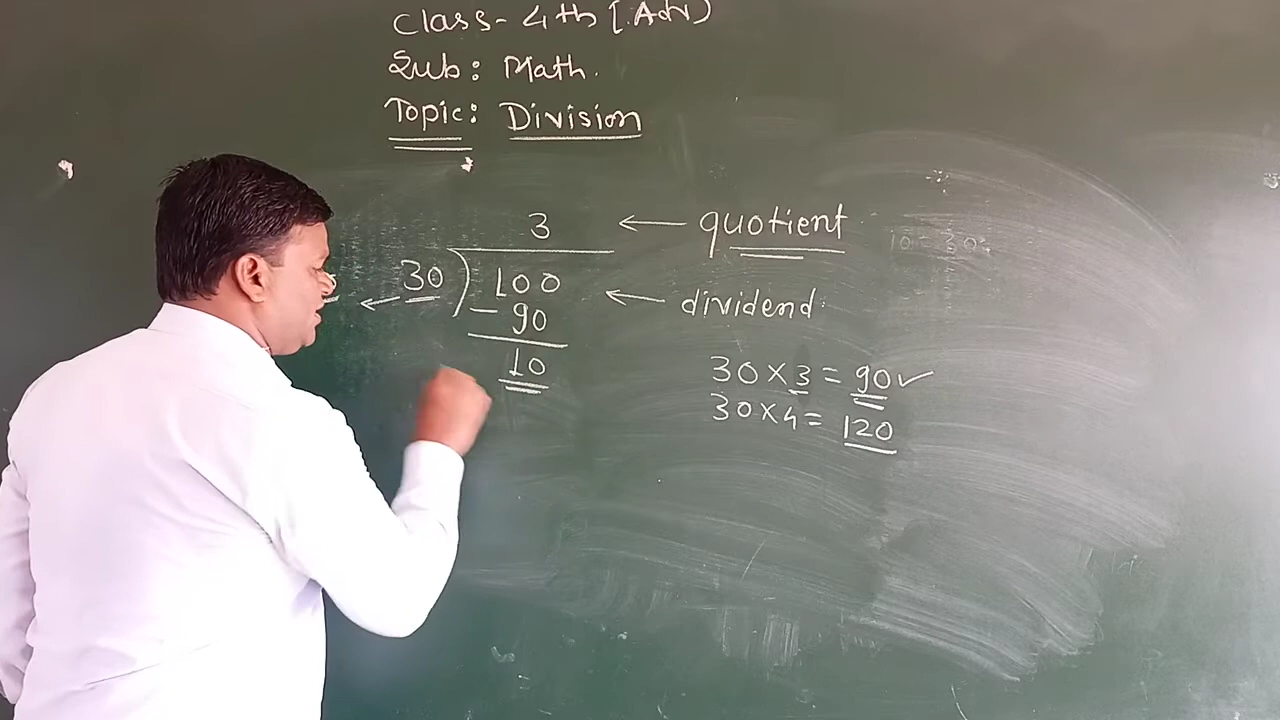 Class- 4th [Adv)
Sub: Math.
Topic: Division
3 ← quotient
← 30 ) 100 ← dividend
- 90
10
30 × 3 = 90 ✓
30 × 4 = 120